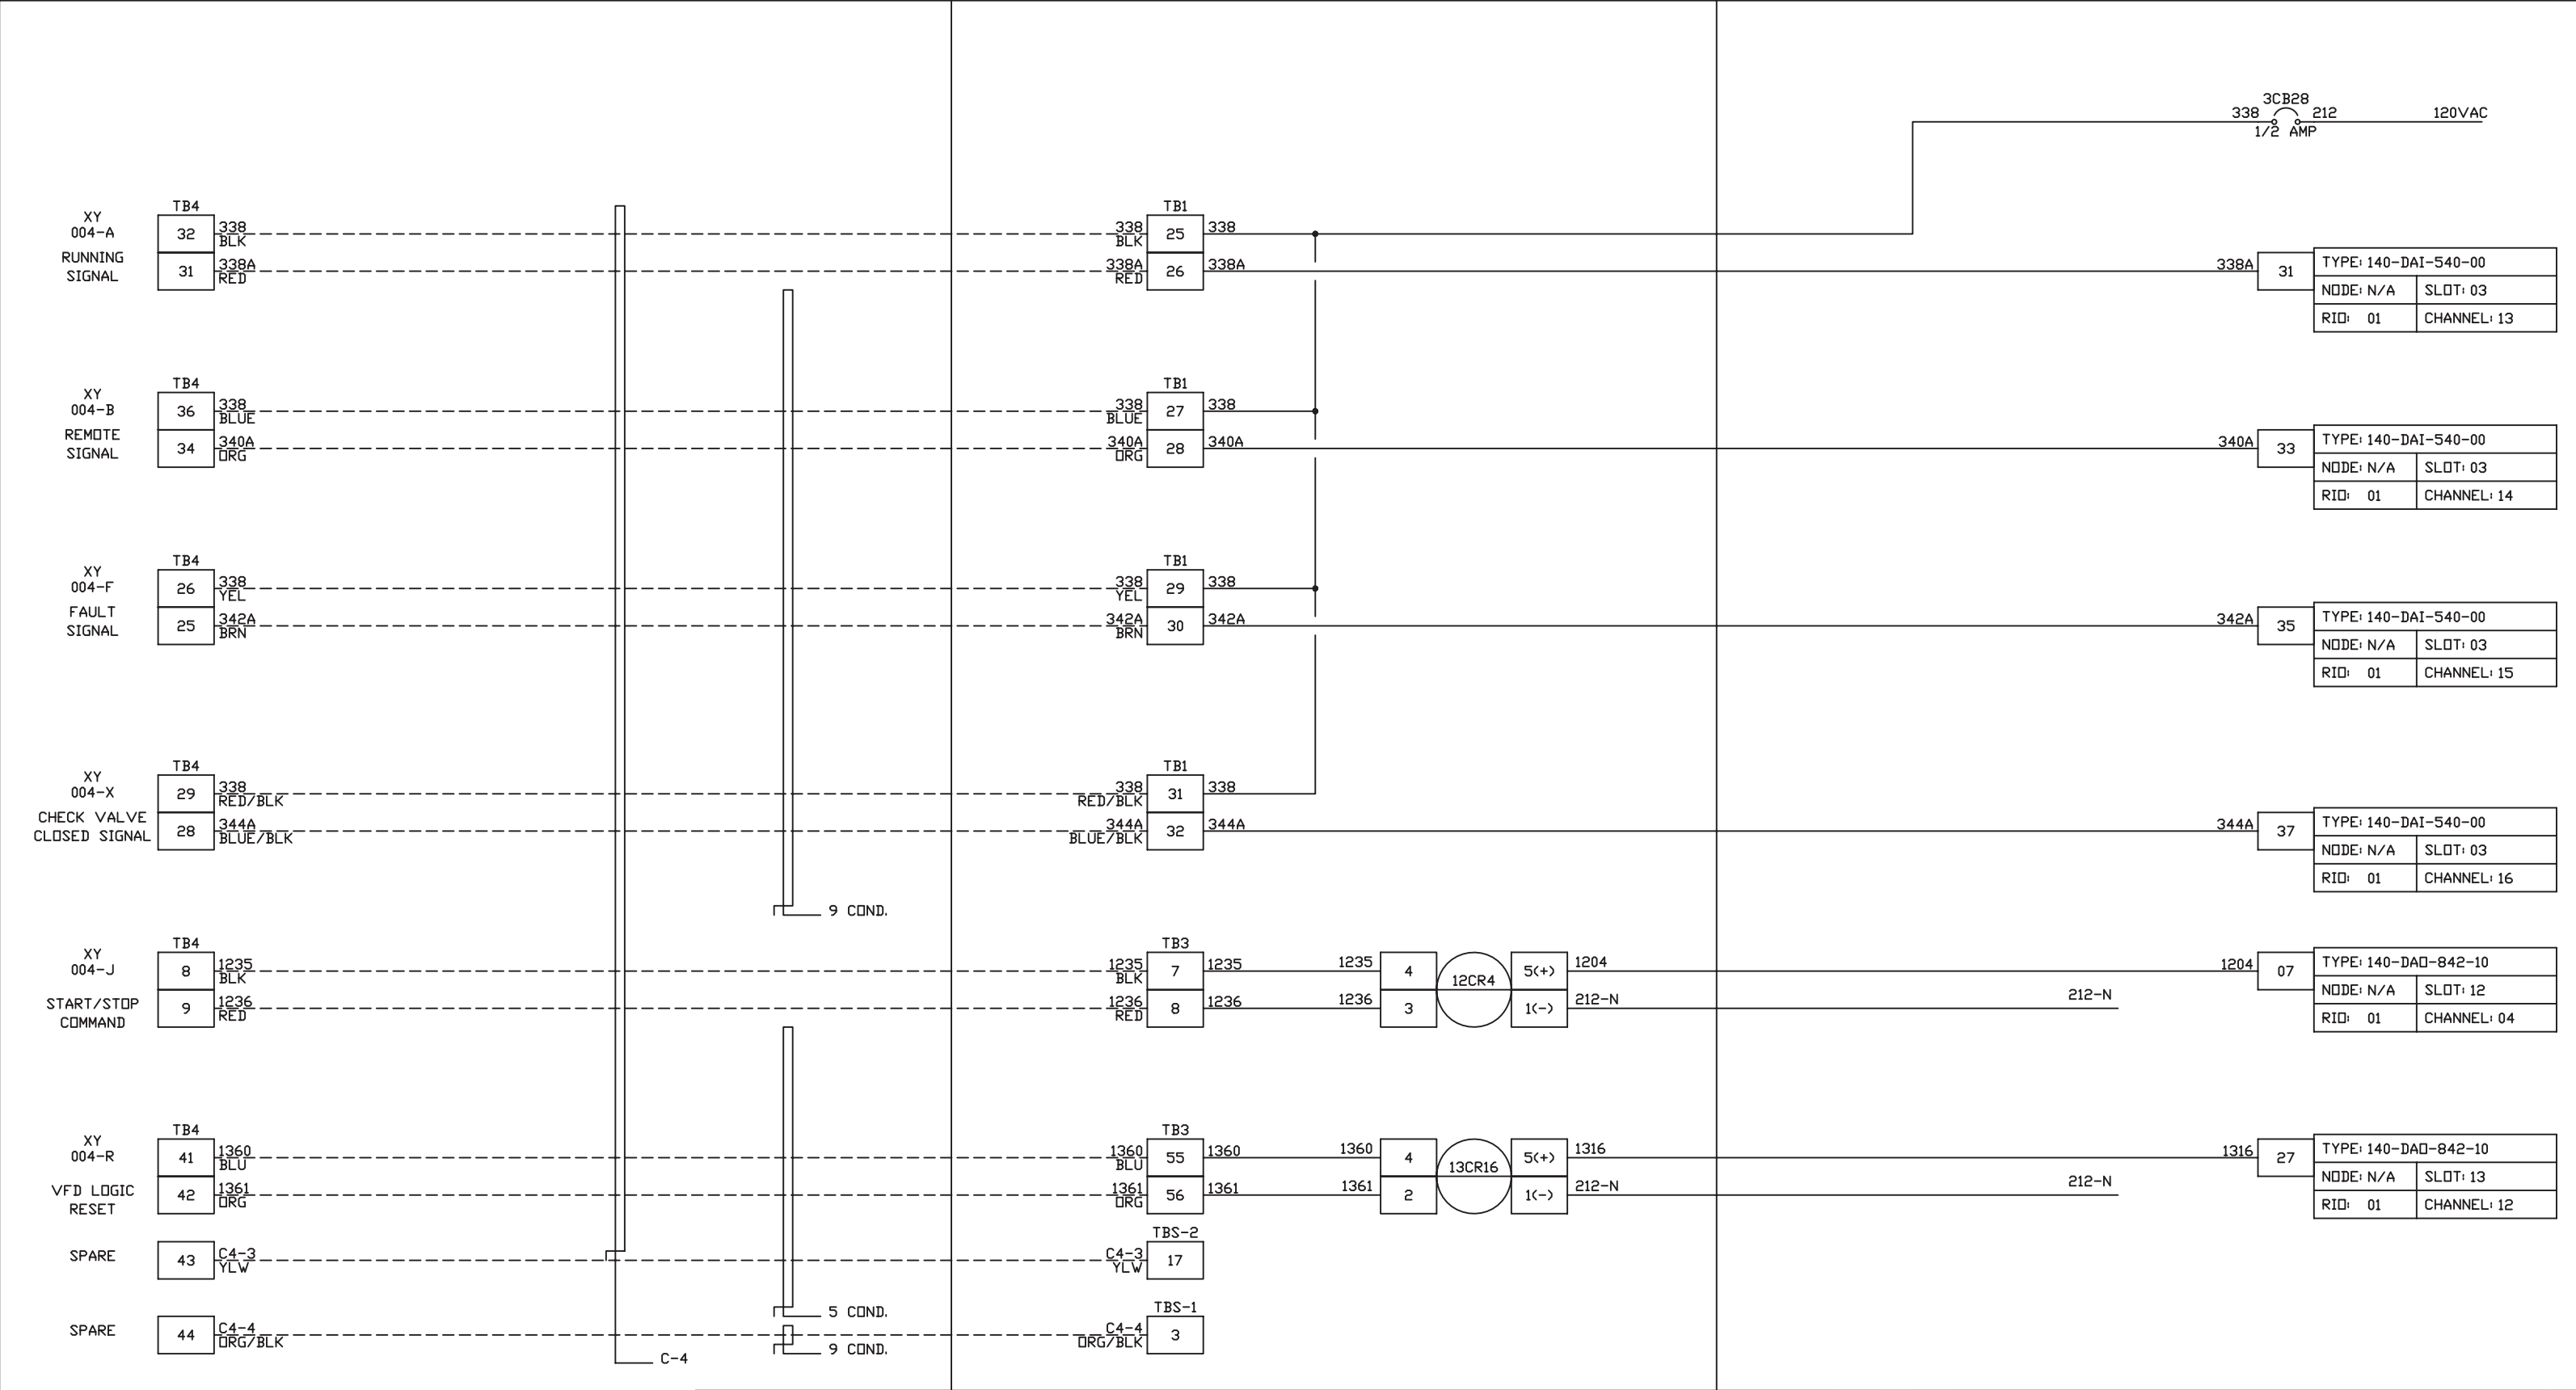 3CB28
338 212 120VAC
1/2 AMP
XY
004-A
RUNNING
SIGNAL
TB4
32 338
BLK
31 338A
RED
TB1
338 25 338
BLK
338A 26 338A
RED
338A 31
TYPE: 140-DAI-540-00
NODE: N/A SLOT: 03
RIO: 01 CHANNEL: 13
XY
004-B
REMOTE
SIGNAL
TB4
36 338
BLUE
34 340A
ORG
TB1
338 27 338
BLUE
340A 28 340A
ORG
340A 33
TYPE: 140-DAI-540-00
NODE: N/A SLOT: 03
RIO: 01 CHANNEL: 14
XY
004-F
FAULT
SIGNAL
TB4
26 338
YEL
25 342A
BRN
TB1
338 29 338
YEL
342A 30 342A
BRN
342A 35
TYPE: 140-DAI-540-00
NODE: N/A SLOT: 03
RIO: 01 CHANNEL: 15
XY
004-X
CHECK VALVE
CLOSED SIGNAL
TB4
29 338
RED/BLK
28 344A
BLUE/BLK
TB1
338 31 338
RED/BLK
344A 32 344A
BLUE/BLK
344A 37
TYPE: 140-DAI-540-00
NODE: N/A SLOT: 03
RIO: 01 CHANNEL: 16
9 COND.
XY
004-J
START/STOP
COMMAND
TB4
8 1235
BLK
9 1236
RED
TB3
1235 7 1235
BLK
1236 8 1236
RED
1235 4 12CR4 5(+) 1204
1236 3 1(-) 212-N
212-N
1204 07
TYPE: 140-DAO-842-10
NODE: N/A SLOT: 12
RIO: 01 CHANNEL: 04
XY
004-R
VFD LOGIC
RESET
TB4
41 1360
BLU
42 1361
ORG
TB3
1360 55 1360
BLU
1361 56 1361
ORG
1360 4 13CR16 5(+) 1316
1361 2 1(-) 212-N
212-N
1316 27
TYPE: 140-DAO-842-10
NODE: N/A SLOT: 13
RIO: 01 CHANNEL: 12
SPARE 43 C4-3
YLW
TBS-2
C4-3 17
YLW
5 COND.
SPARE 44 C4-4
ORG/BLK
TBS-1
C4-4 3
ORG/BLK
9 COND.
C-4